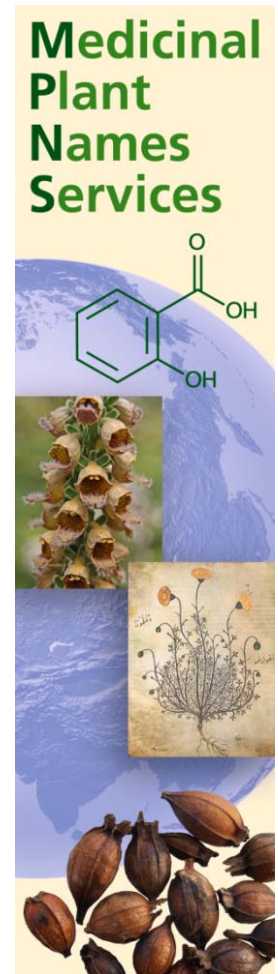 Medicinal
Plant
Names
Services
O
OH
OH